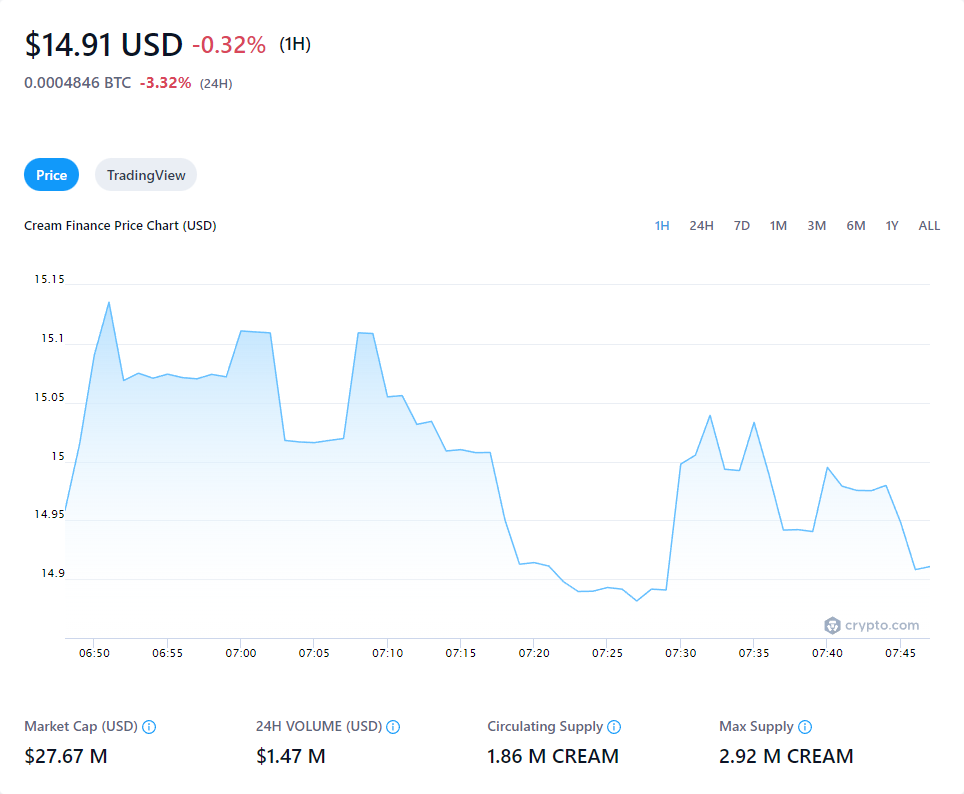 $14.91 USD -0.32% (1H)
0.0004846 BTC -3.32% (24H)
Price TradingView
Cream Finance Price Chart (USD) 1H 24H 7D 1M 3M 6M 1Y ALL
15.15
15.1
15.05
15
14.95
14.9
crypto.com
06:50 06:55 07:00 07:05 07:10 07:15 07:20 07:25 07:30 07:35 07:40 07:45
Market Cap (USD) 24H VOLUME (USD) Circulating Supply Max Supply
$27.67 M $1.47 M 1.86 M CREAM 2.92 M CREAM